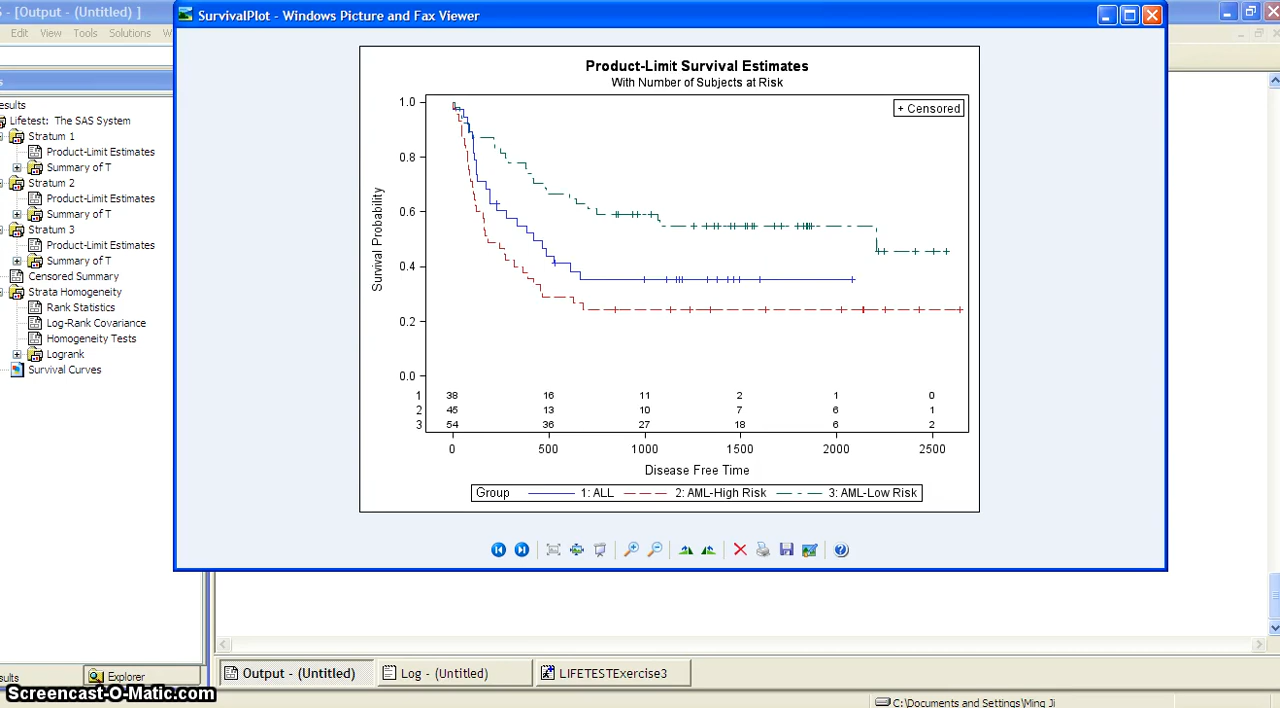 - [Output - (Untitled) ]
Edit View Tools Solutions W
SurvivalPlot - Windows Picture and Fax Viewer
esults
Lifetest: The SAS System
Stratum 1
Product-Limit Estimates
Summary of T
Stratum 2
Product-Limit Estimates
Summary of T
Stratum 3
Product-Limit Estimates
Summary of T
Censored Summary
Strata Homogeneity
Rank Statistics
Log-Rank Covariance
Homogeneity Tests
Logrank
Survival Curves
Product-Limit Survival Estimates
With Number of Subjects at Risk
+ Censored
Survival Probability
1.0
0.8
0.6
0.4
0.2
0.0
1 38 16 11 2 1 0
2 45 13 10 7 6 1
3 54 36 27 18 6 2
0 500 1000 1500 2000 2500
Disease Free Time
Group 1: ALL 2: AML-High Risk 3: AML-Low Risk
esults Explorer
Output - (Untitled) Log - (Untitled) LIFETESTExercise3
Screencast-O-Matic.com
C:\Documents and Settings\Ming Ji